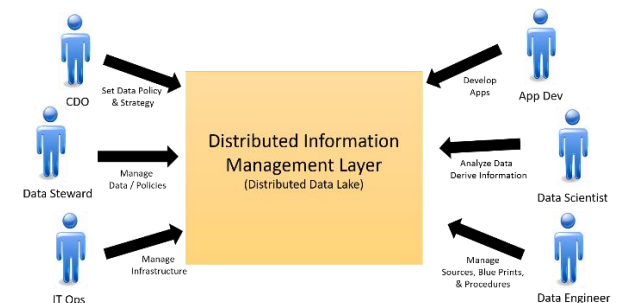 CDO
Set Data Policy
& Strategy
Data Steward
Manage
Data / Policies
IT Ops
Manage
Infrastructure
Distributed Information
Management Layer
(Distributed Data Lake)
Develop
Apps
App Dev
Analyze Data
Derive Information
Data Scientist
Manage
Sources, Blue Prints,
& Procedures
Data Engineer